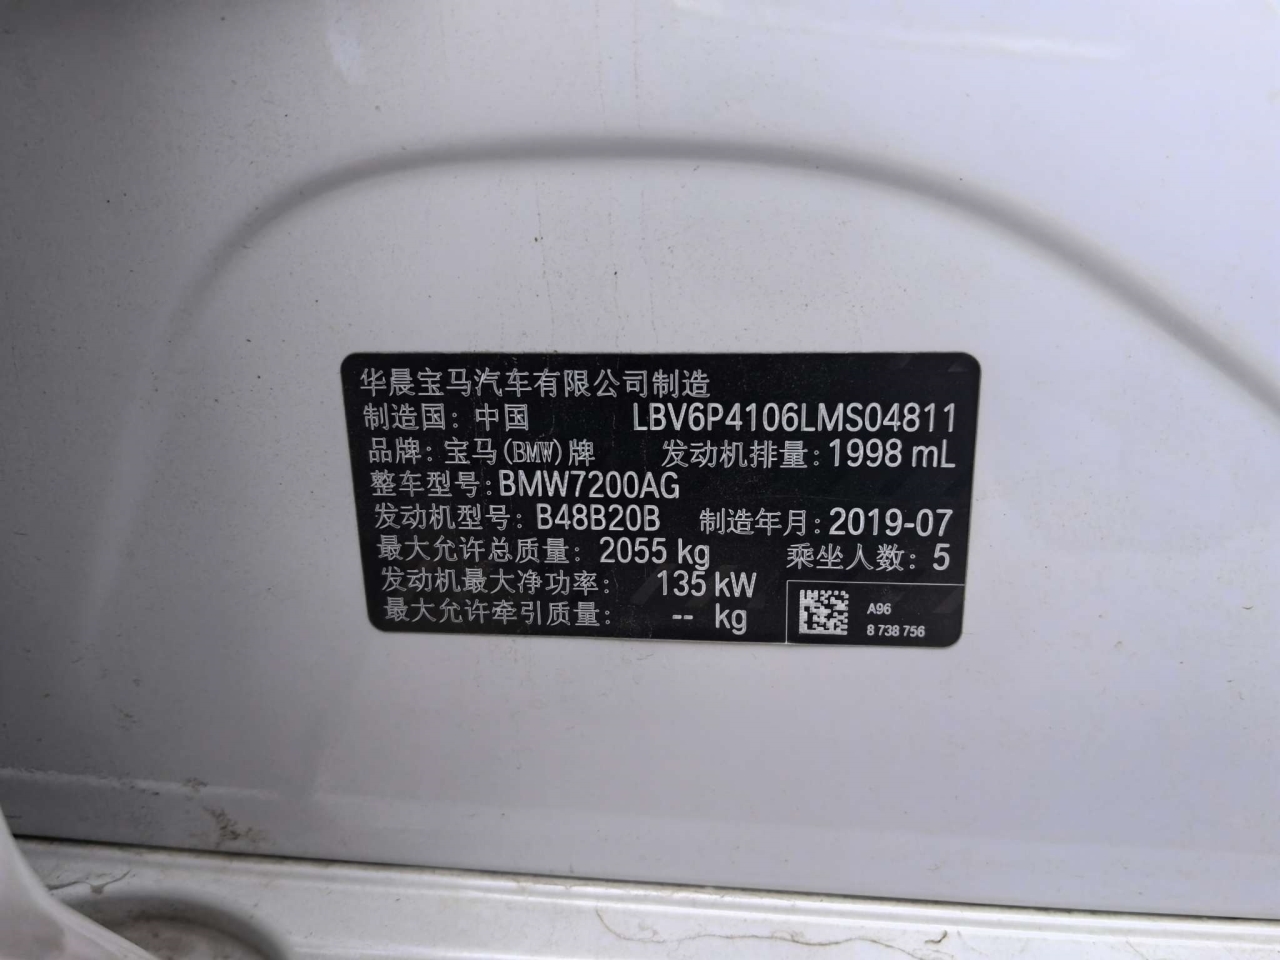 华晨宝马汽车有限公司制造
制造国：中国 LBV6P4106LMS04811
品牌：宝马(BMW)牌 发动机排量：1998 mL
整车型号：BMW7200AG
发动机型号：B48B20B 制造年月：2019-07
最大允许总质量：2055 kg 乘坐人数：5
发动机最大净功率：135 kW
最大允许牵引质量：-- kg
A96
8 738 756